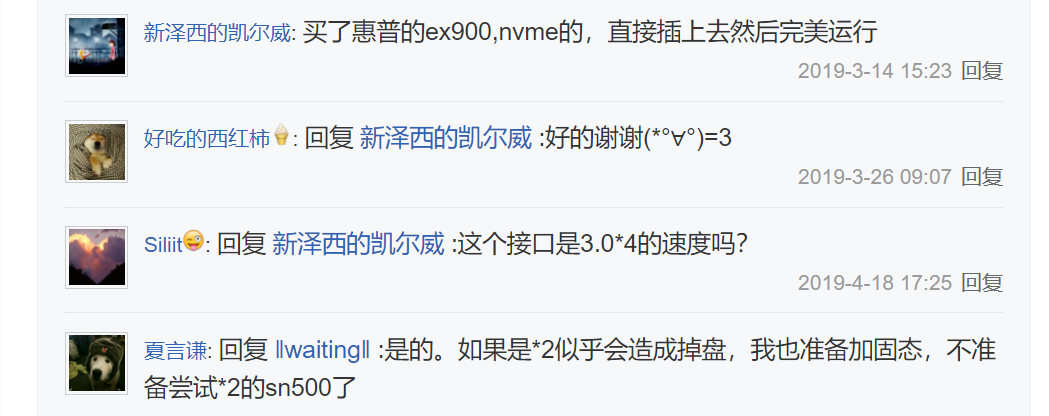 新泽西的凯尔威: 买了惠普的ex900,nvme的，直接插上去然后完美运行
2019-3-14 15:23 回复
好吃的西红柿🍦: 回复 新泽西的凯尔威 :好的谢谢(*°∀°)=3
2019-3-26 09:07 回复
Siliit😜: 回复 新泽西的凯尔威 :这个接口是3.0*4的速度吗？
2019-4-18 17:25 回复
夏言谦: 回复 ‖waiting‖ :是的。如果是*2似乎会造成掉盘，我也准备加固态，不准
备尝试*2的sn500了